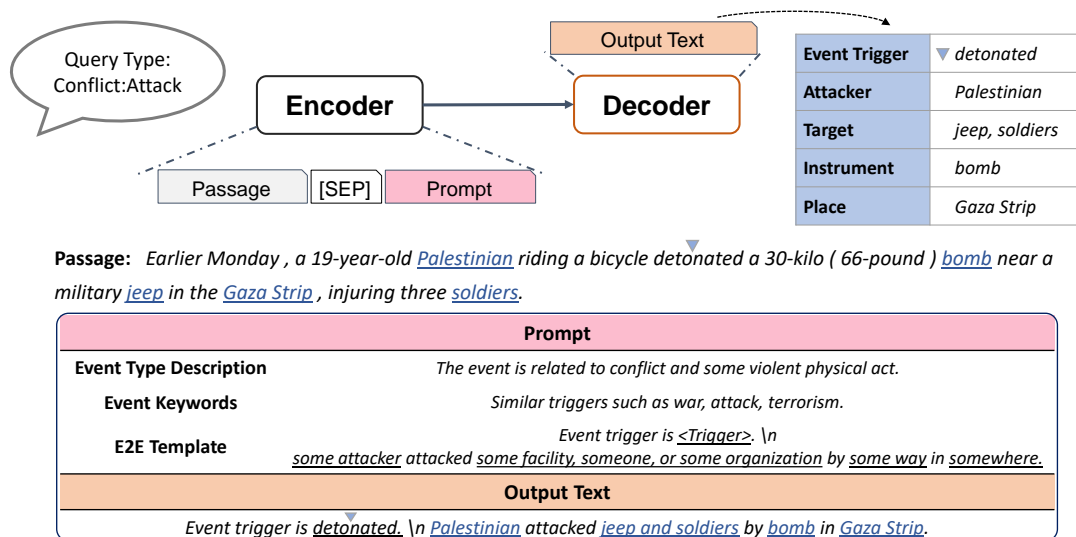 Query Type:
Conflict:Attack
Encoder
Passage
[SEP]
Prompt
Output Text
Decoder
Event Trigger detonated
Attacker Palestinian
Target jeep, soldiers
Instrument bomb
Place Gaza Strip
Passage: Earlier Monday , a 19-year-old Palestinian riding a bicycle detonated a 30-kilo ( 66-pound ) bomb near a
military jeep in the Gaza Strip , injuring three soldiers.
Prompt
Event Type Description The event is related to conflict and some violent physical act.
Event Keywords Similar triggers such as war, attack, terrorism.
E2E Template Event trigger is <Trigger>. \n
some attacker attacked some facility, someone, or some organization by some way in somewhere.
Output Text
Event trigger is detonated. \n Palestinian attacked jeep and soldiers by bomb in Gaza Strip.